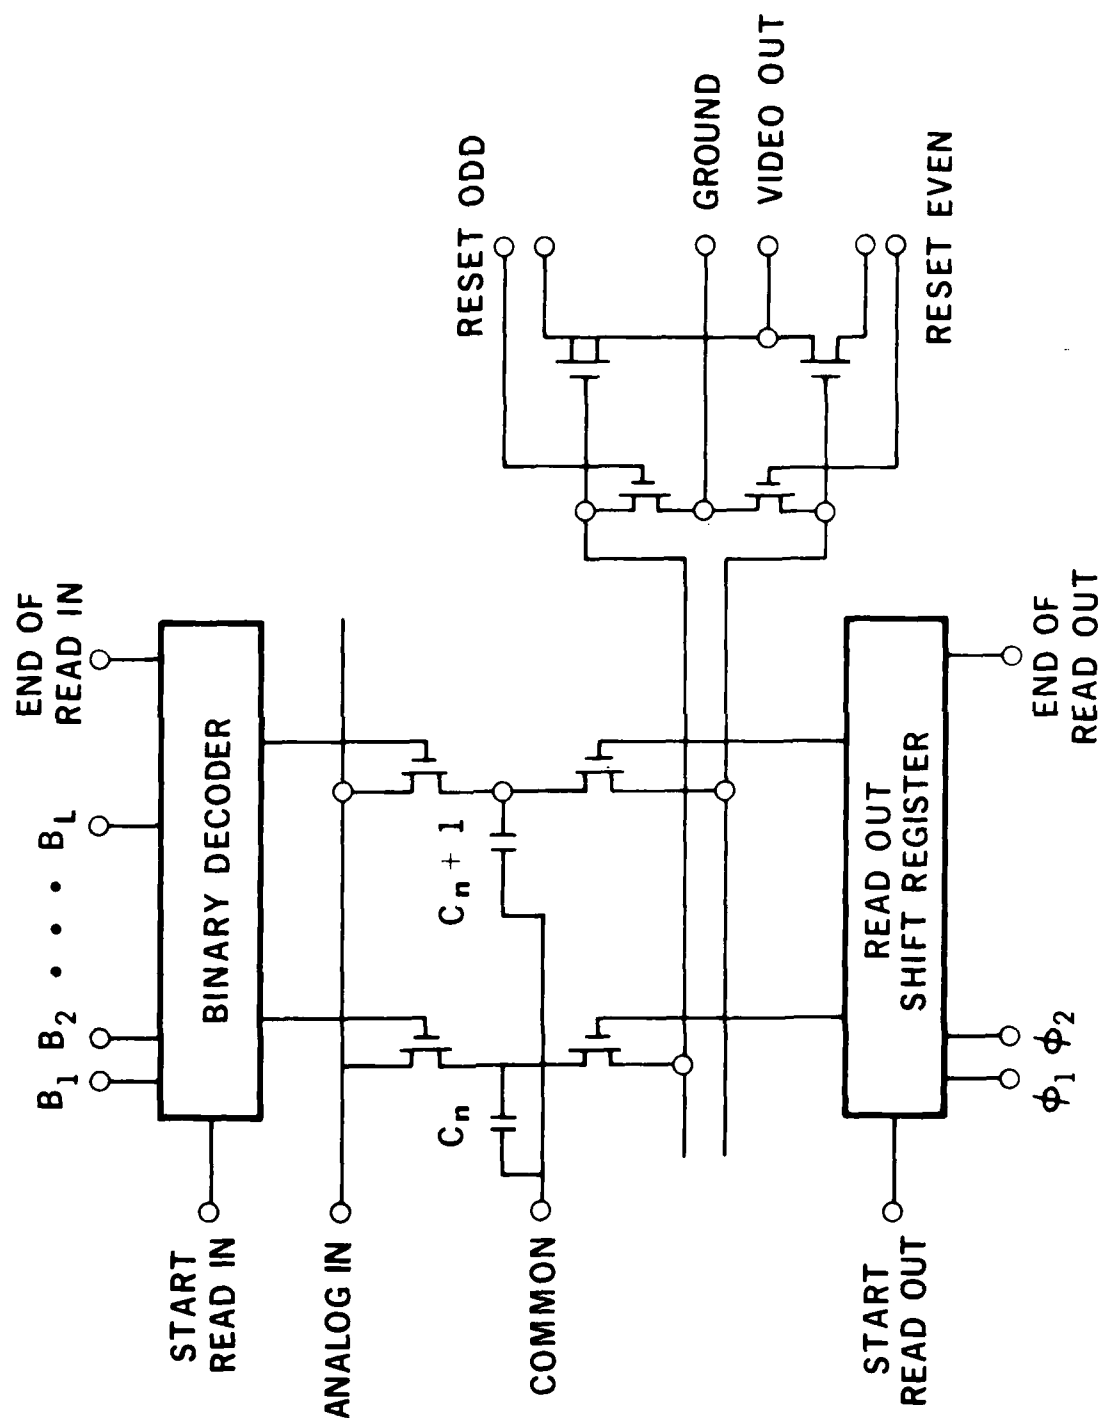 END OF
READ IN
B1 B2 • • • BL
BINARY DECODER
START
READ IN
ANALOG IN
Cn
Cn + 1
COMMON
RESET ODD
GROUND
VIDEO OUT
RESET EVEN
READ OUT
SHIFT REGISTER
START
READ OUT
ϕ1 ϕ2
END OF
READ OUT